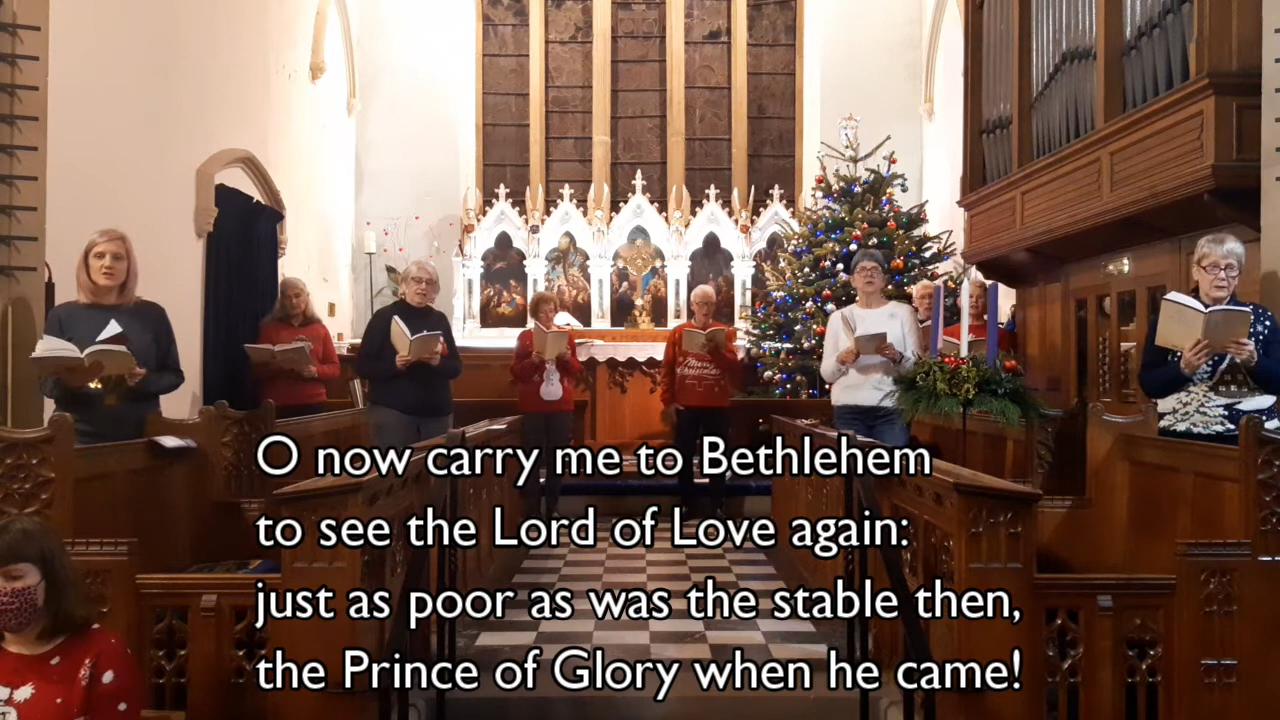 Merry
Christmas
O now carry me to Bethlehem
to see the Lord of Love again:
just as poor as was the stable then,
the Prince of Glory when he came!